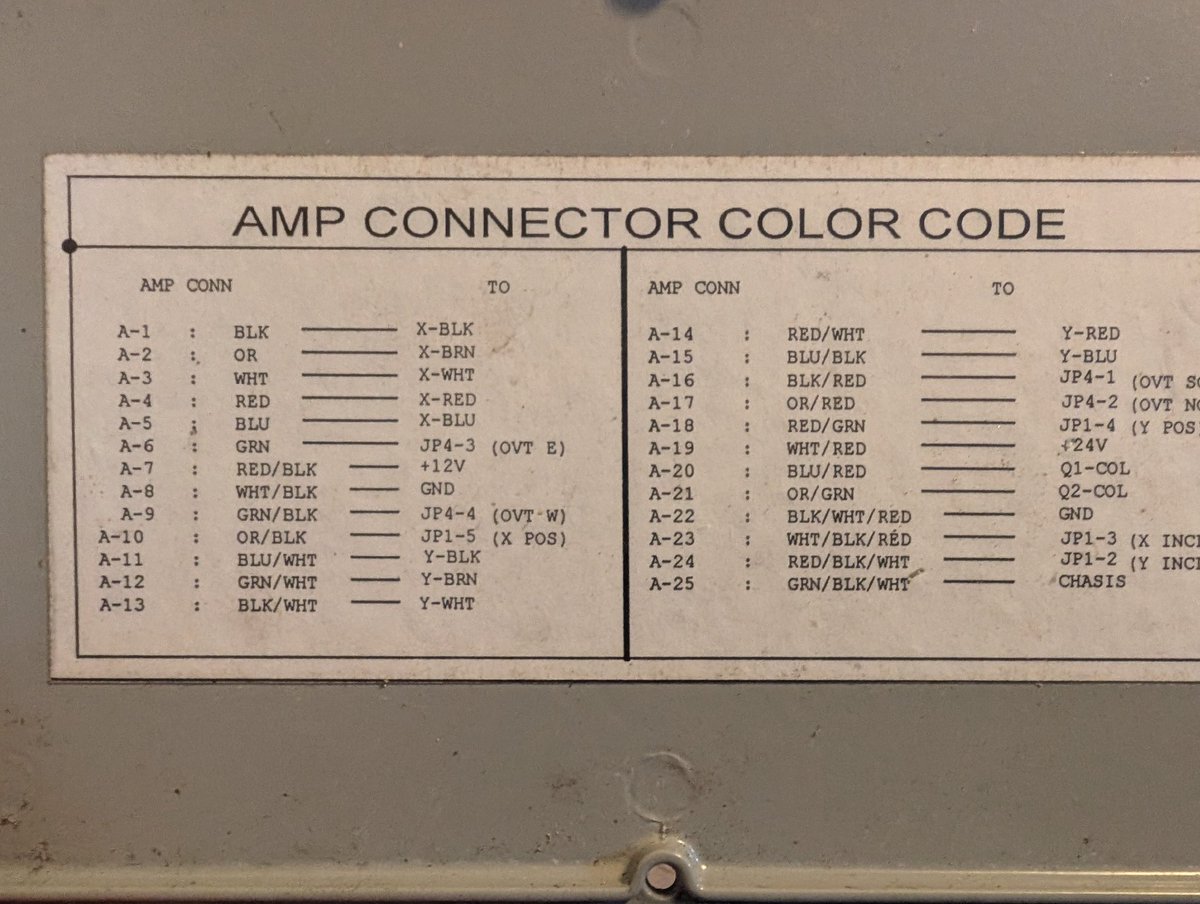 AMP CONNECTOR COLOR CODE
AMP CONN TO
A-1 : BLK X-BLK
A-2 : OR X-BRN
A-3 : WHT X-WHT
A-4 : RED X-RED
A-5 : BLU X-BLU
A-6 : GRN JP4-3 (OVT E)
A-7 : RED/BLK +12V
A-8 : WHT/BLK GND
A-9 : GRN/BLK JP4-4 (OVT W)
A-10 : OR/BLK JP1-5 (X POS)
A-11 : BLU/WHT Y-BLK
A-12 : GRN/WHT Y-BRN
A-13 : BLK/WHT Y-WHT
AMP CONN TO
A-14 : RED/WHT Y-RED
A-15 : BLU/BLK Y-BLU
A-16 : BLK/RED JP4-1 (OVT
A-17 : OR/RED JP4-2 (OVT
A-18 : RED/GRN JP1-4 (Y POS
A-19 : WHT/RED +24V
A-20 : BLU/RED Q1-COL
A-21 : OR/GRN Q2-COL
A-22 : BLK/WHT/RED GND
A-23 : WHT/BLK/RED JP1-3 (X
A-24 : RED/BLK/WHT JP1-2 (Y
A-25 : GRN/BLK/WHT CHASIS